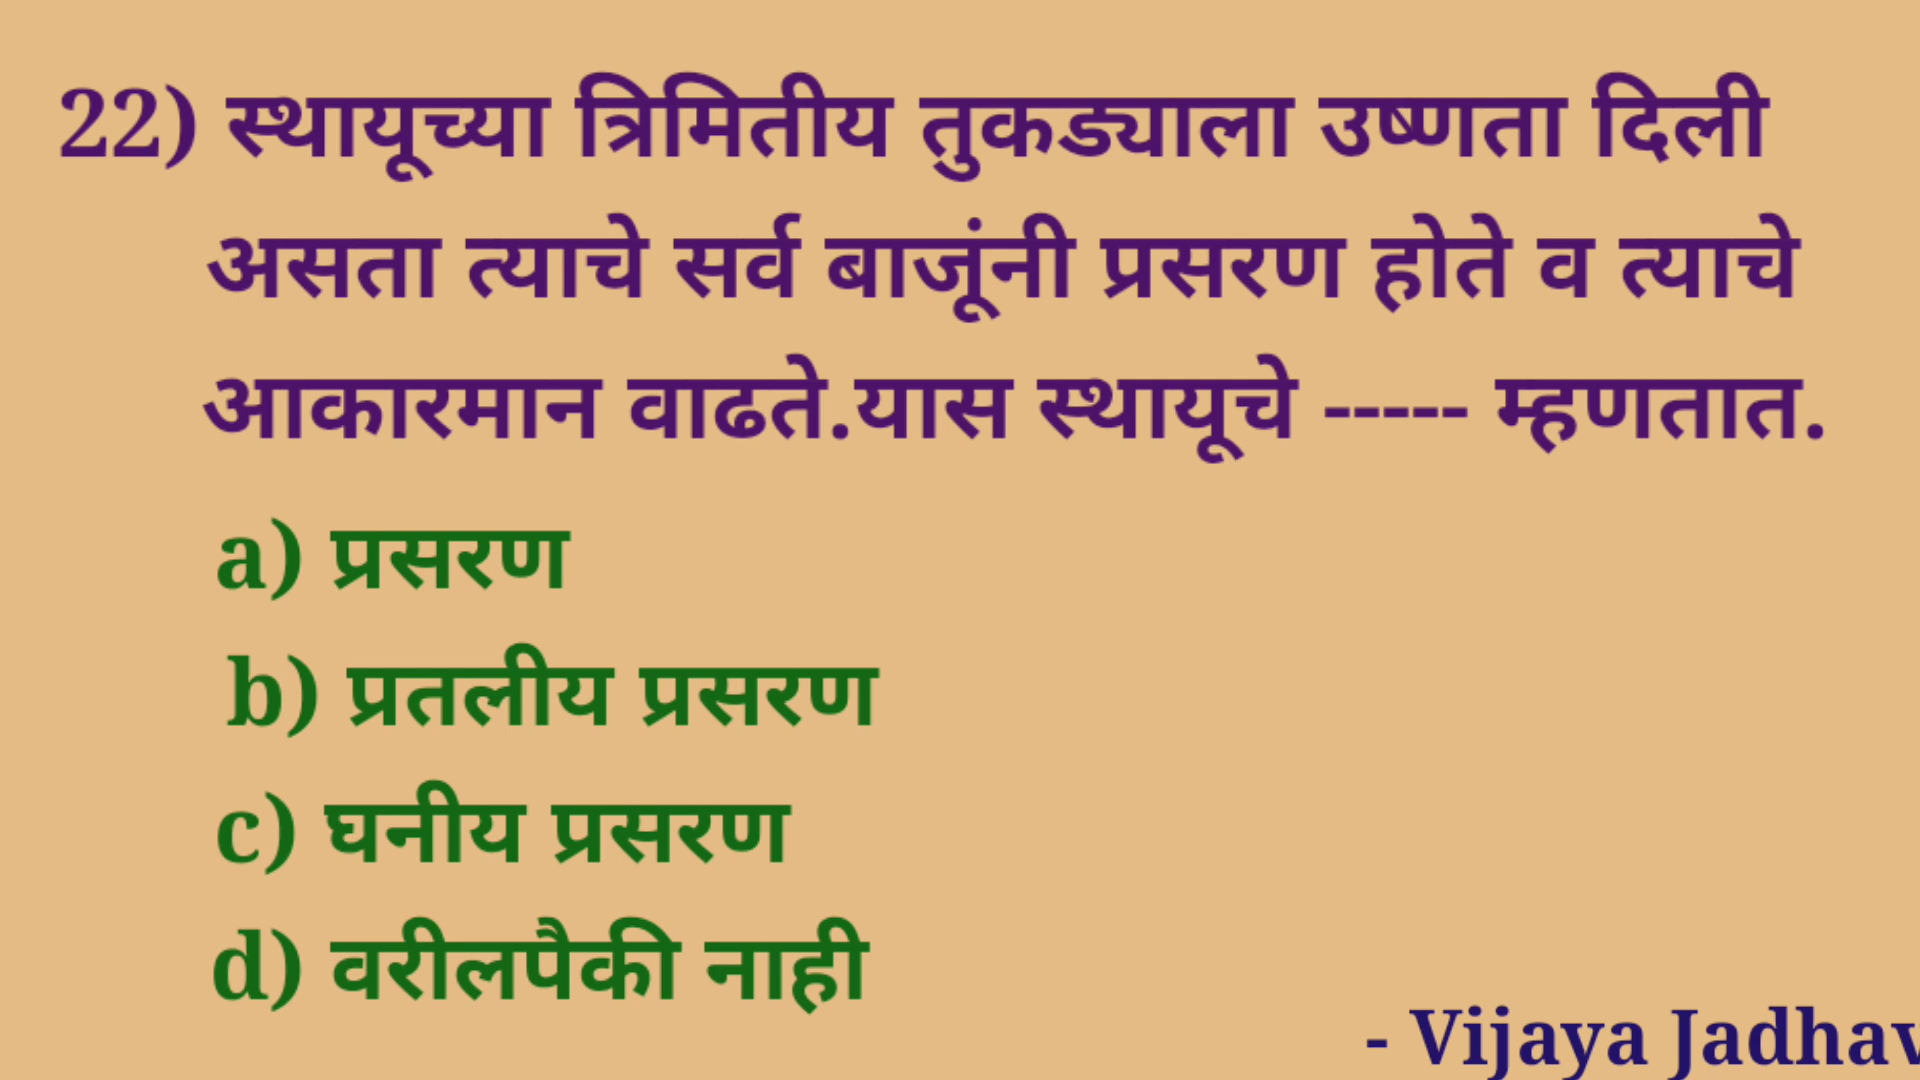 22) स्थायूच्या त्रिमितीय तुकड्याला उष्णता दिली
असता त्याचे सर्व बाजूंनी प्रसरण होते व त्याचे
आकारमान वाढते.यास स्थायूचे ----- म्हणतात.
a) प्रसरण
b) प्रतलीय प्रसरण
c) घनीय प्रसरण
d) वरीलपैकी नाही
- Vijaya Jadhav